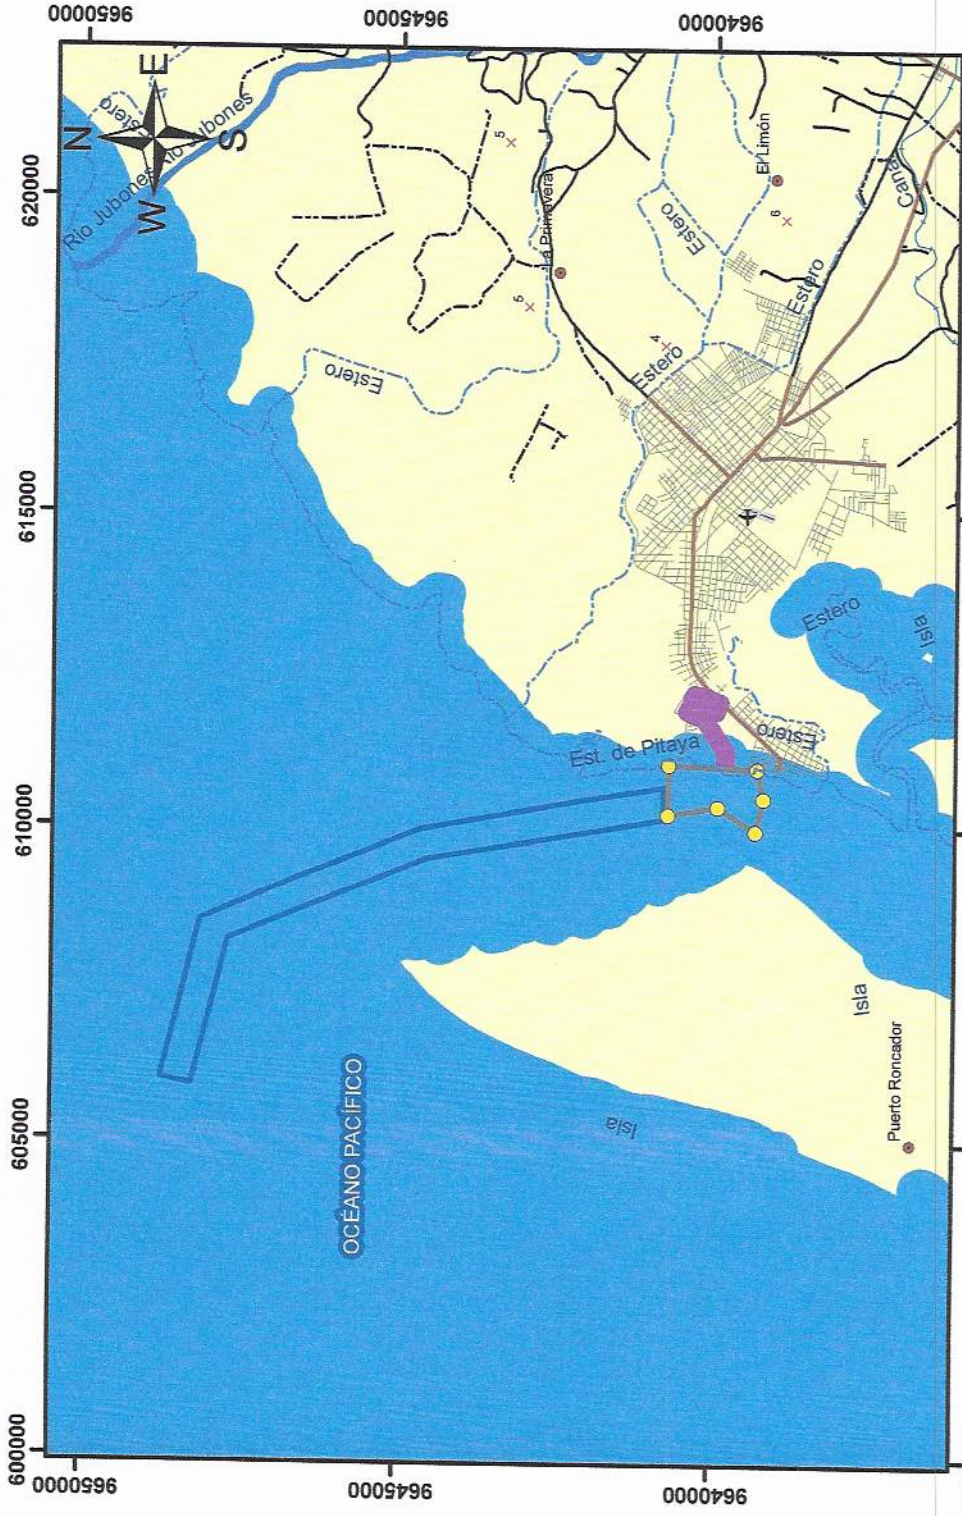 600000
605000
610000
615000
620000
9650000
9645000
9640000
9650000
9645000
9640000
N
W
E
S
Rio Jubones
Rio Jubones
Estero
Estero
La Primavera
5
5
Estero
El Limón
6
4
Estero
Estero
Canal
OCÉANO PACÍFICO
Est. de Pitaya
Estero
Estero
Isla
Isla
Isla
Puerto Roncador